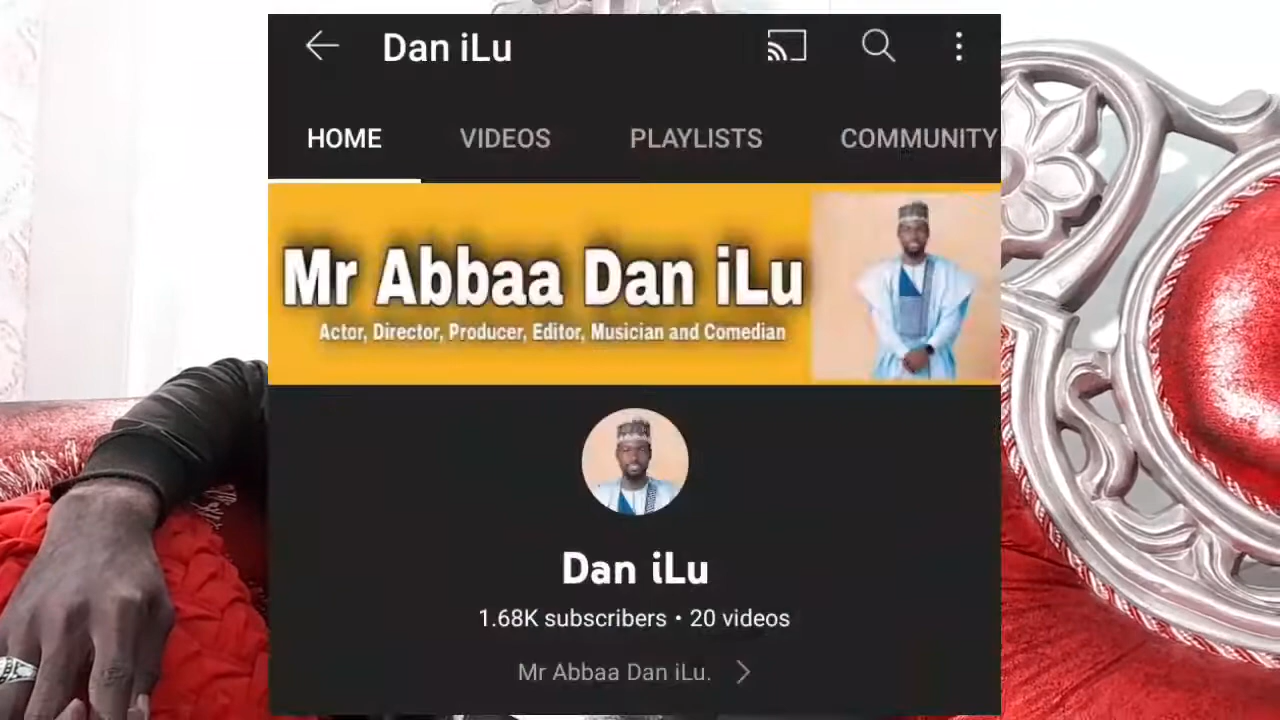 Dan iLu
HOME VIDEOS PLAYLISTS COMMUNITY
Mr Abbaa Dan iLu
Actor, Director, Producer, Editor, Musician and Comedian
Dan iLu
1.68K subscribers • 20 videos
Mr Abbaa Dan iLu.